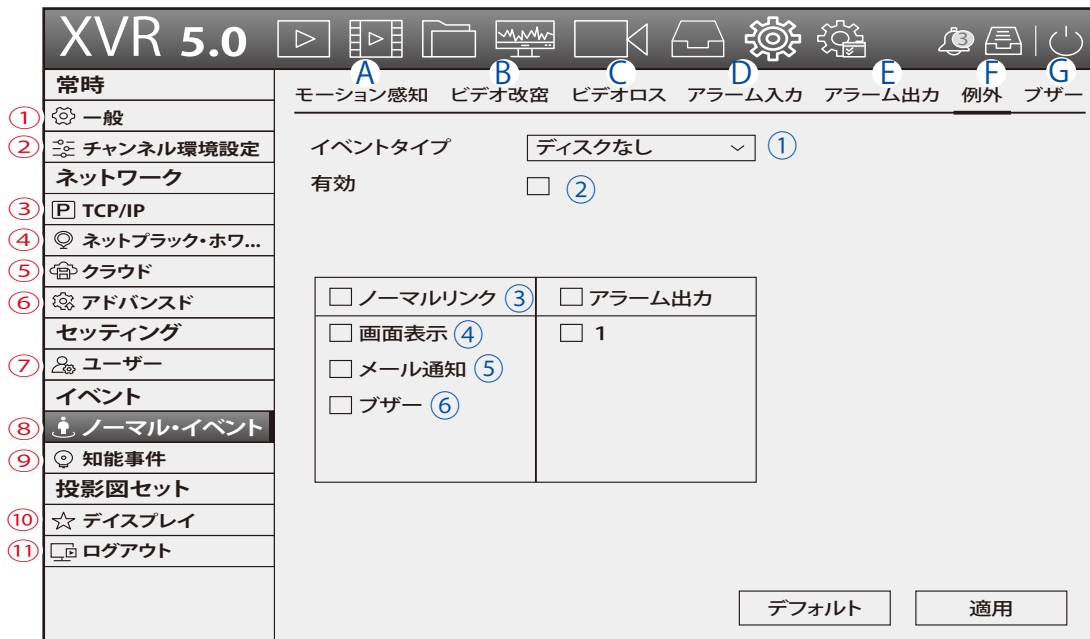 XVR 5.0
3
A B C D E F G
モーション感知 ビデオ改窑 ビデオロス アラーム入力 アラーム出力 例外 ブザー
常時
① 一般
② チャンネル環境設定
ネットワーク
③ P TCP/IP
④ ネットプラック・ホワ...
⑤ クラウド
⑥ アドバンスド
セッティング
⑦ ユーザー
イベント
⑧ ノーマル・イベント
⑨ 知能事件
投影図セット
⑩ デイスプレイ
⑪ ログアウト
イベントタイプ ディスクなし ①
有効 ②
ノーマルリンク ③ アラーム出力
画面表示 ④ 1
メール通知 ⑤
ブザー ⑥
デフォルト 適用